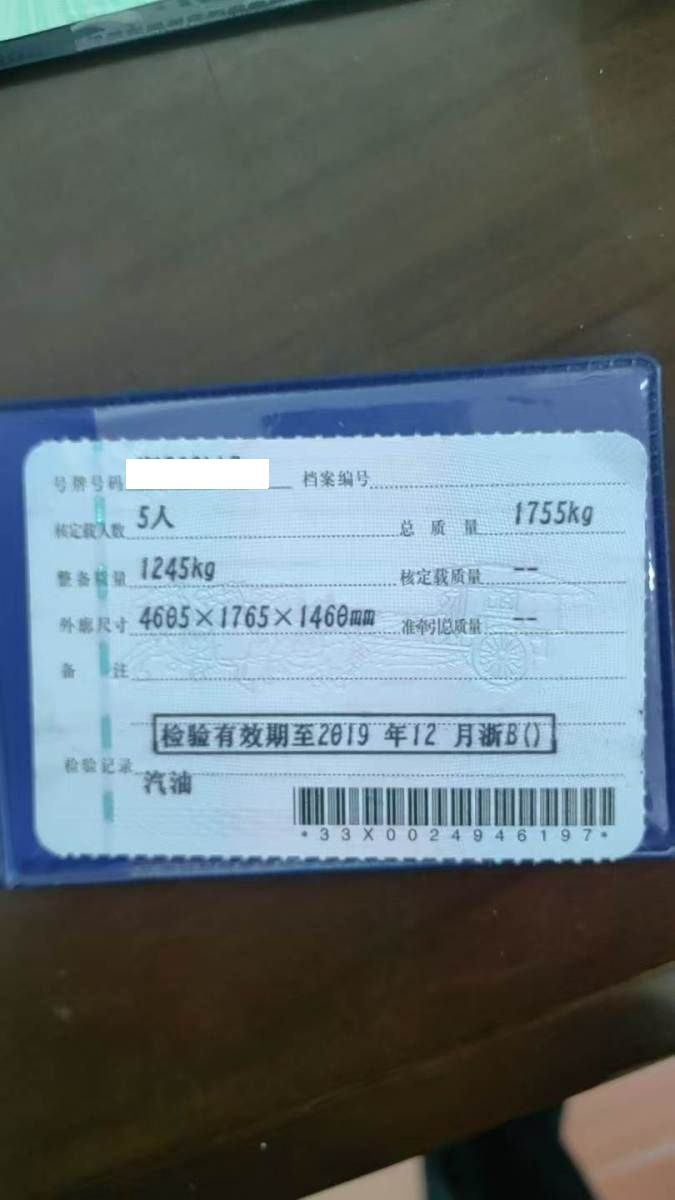 号牌号码 档案编号
核定载人数 5人 总质量 1755kg
整备质量 1245kg 核定载质量 --
外廓尺寸 4605×1765×1460mm 准牵引总质量 --
备注
检验有效期至2019 年12 月浙B()
检验记录
汽油
*33X0024946197*